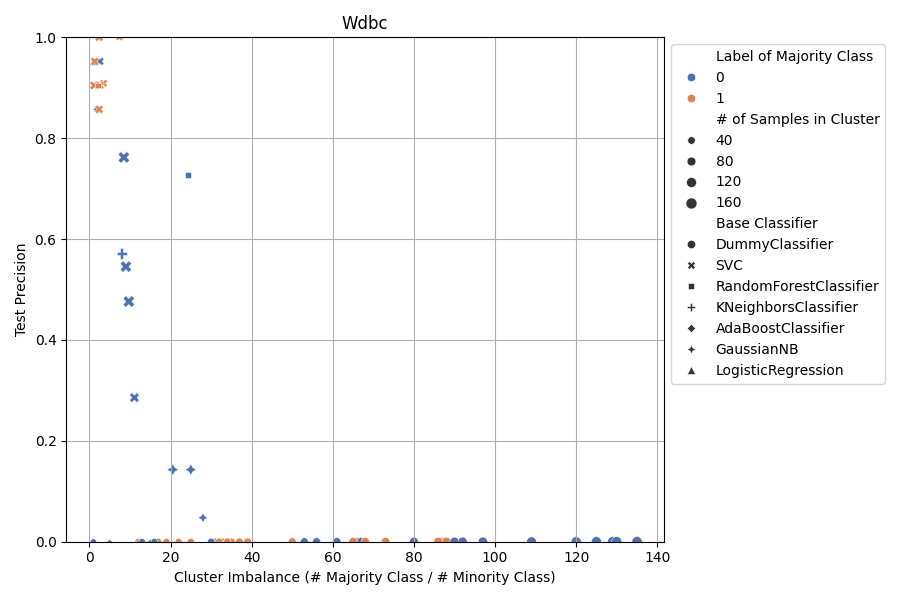 Wdbc
1.0
0.8
0.6
0.4
0.2
0.0
Test Precision
0 20 40 60 80 100 120 140
Cluster Imbalance (# Majority Class / # Minority Class)
Label of Majority Class
0
1
# of Samples in Cluster
40
80
120
160
Base Classifier
DummyClassifier
SVC
RandomForestClassifier
KNeighborsClassifier
AdaBoostClassifier
GaussianNB
LogisticRegression